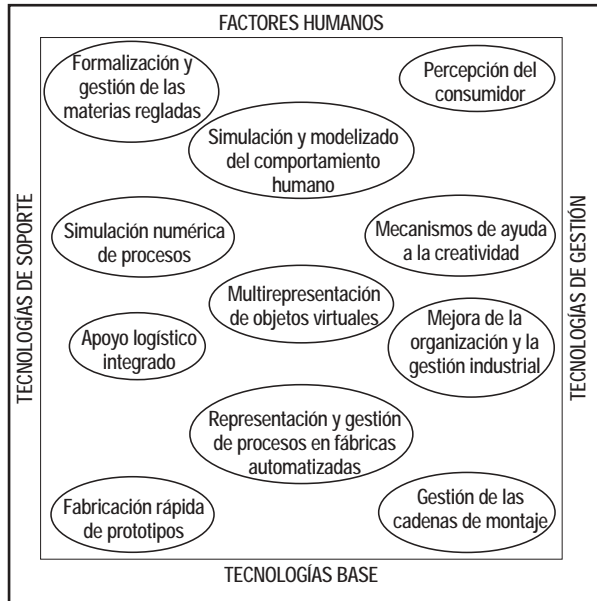 FACTORES HUMANOS
Formalización y
gestión de las
materias regladas
Percepción del
consumidor
Simulación y modelizado
del comportamiento
humano
TECNOLOGÍAS DE SOPORTE
TECNOLOGÍAS DE GESTIÓN
Simulación numérica
de procesos
Mecanismos de ayuda
a la creatividad
Multirepresentación
de objetos virtuales
Apoyo logístico
integrado
Mejora de la
organización y la
gestión industrial
Representación y gestión
de procesos en fábricas
automatizadas
Fabricación rápida
de prototipos
Gestión de las
cadenas de montaje
TECNOLOGÍAS BASE